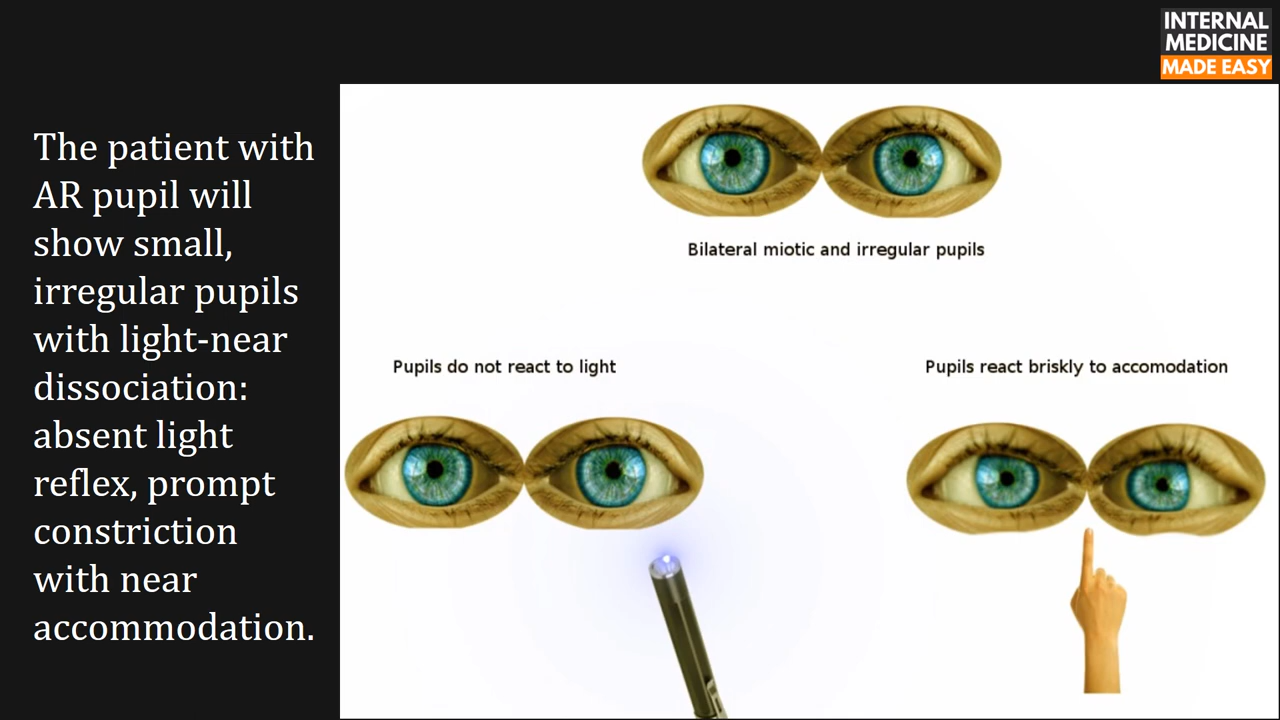 INTERNAL
MEDICINE
MADE EASY
The patient with
AR pupil will
show small,
irregular pupils
with light-near
dissociation:
absent light
reflex, prompt
constriction
with near
accommodation.
Bilateral miotic and irregular pupils
Pupils do not react to light
Pupils react briskly to accomodation